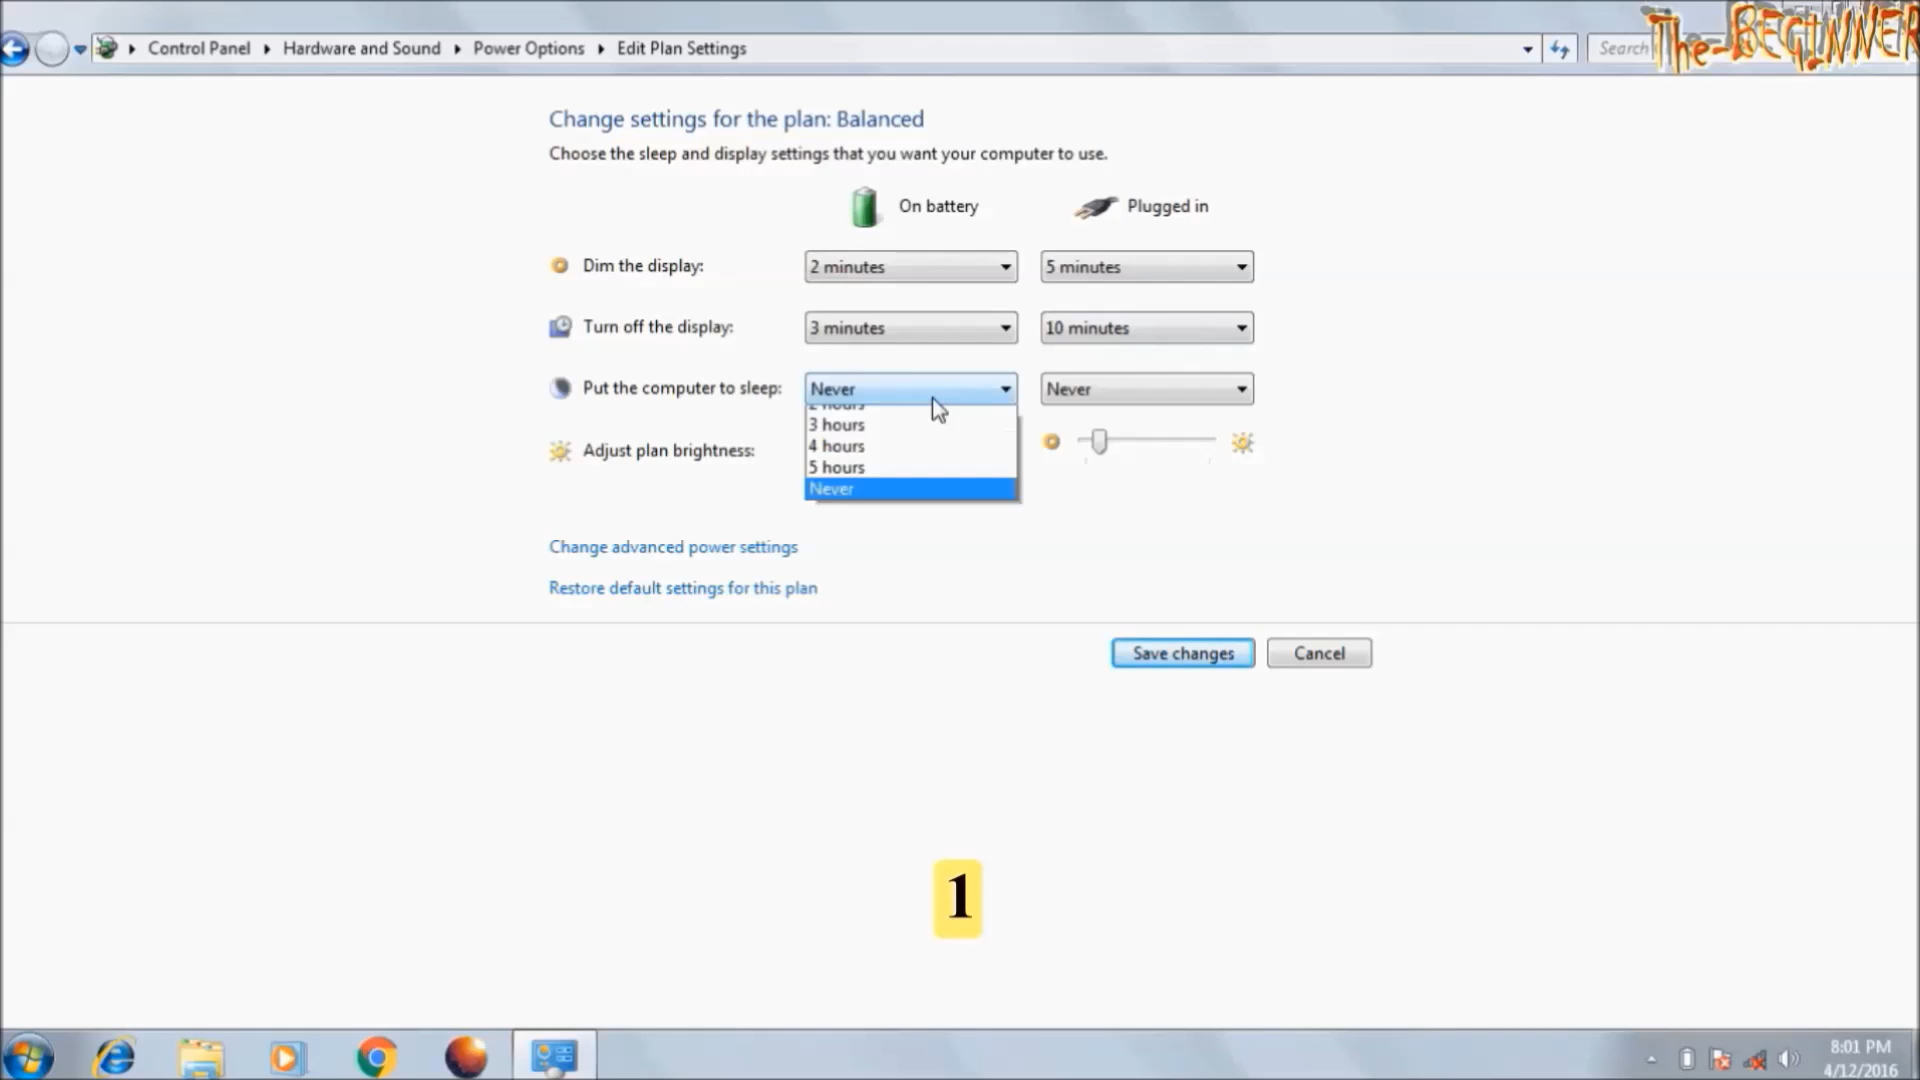 Control Panel Hardware and Sound Power Options Edit Plan Settings
Search
The-BEGINNER
Change settings for the plan: Balanced
Choose the sleep and display settings that you want your computer to use.
On battery Plugged in
Dim the display: 2 minutes 5 minutes
Turn off the display: 3 minutes 10 minutes
Put the computer to sleep: Never Never
2 hours
3 hours
Adjust plan brightness: 4 hours
5 hours
Never
Change advanced power settings
Restore default settings for this plan
Save changes Cancel
1
8:01 PM
4/12/2016